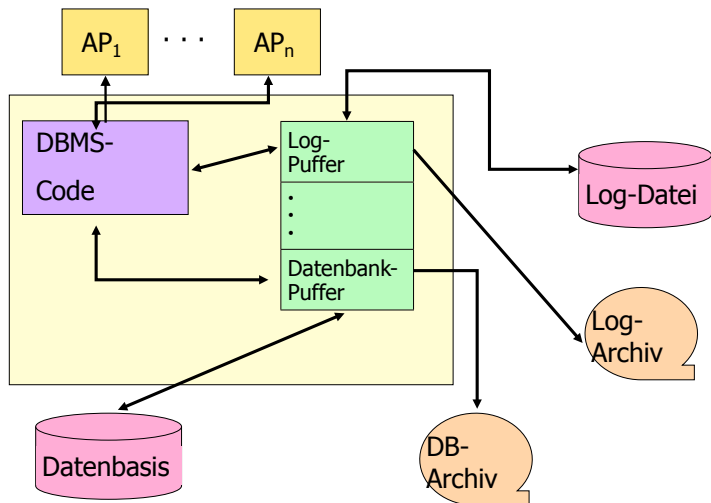 AP1
. . .
APn
DBMS-
Code
Log-
Puffer
.
.
.
Datenbank-
Puffer
Log-Datei
Log-
Archiv
DB-
Archiv
Datenbasis